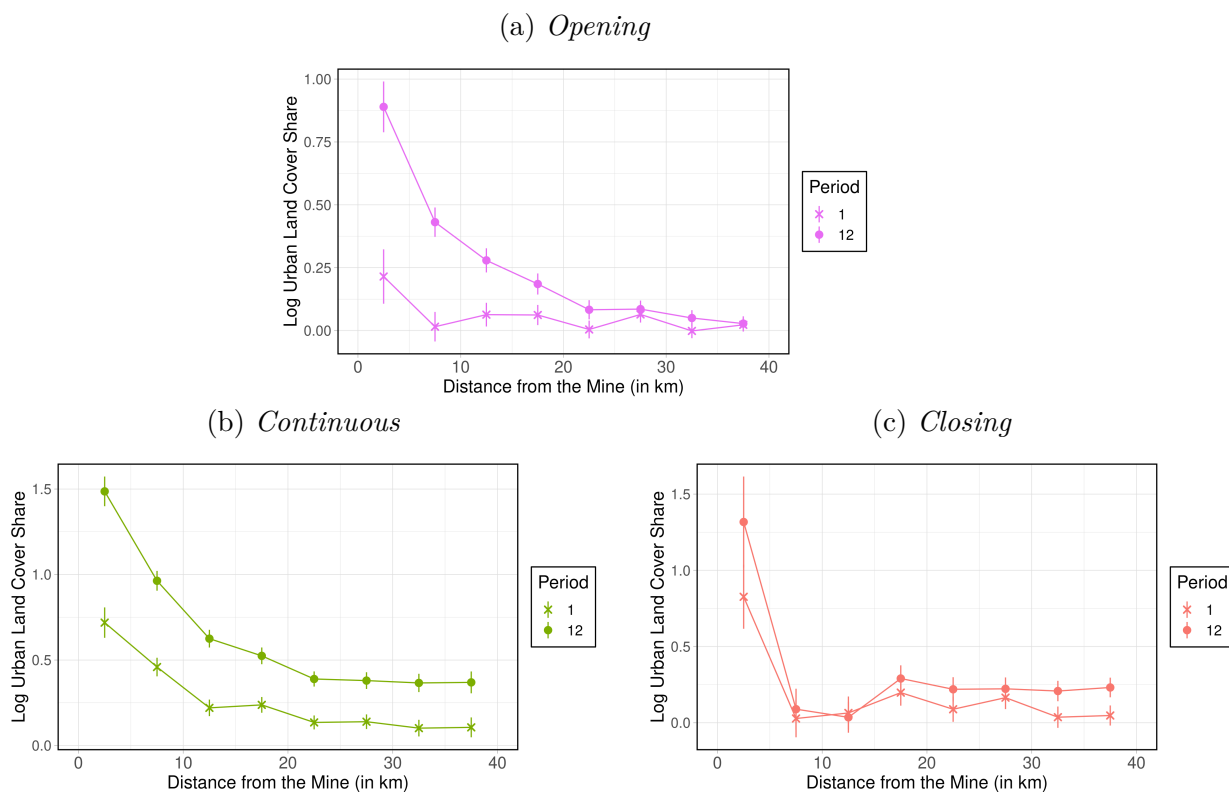 (a) Opening
Log Urban Land Cover Share
1.00
0.75
0.50
0.25
0.00
0 10 20 30 40
Distance from the Mine (in km)
Period
1
12
(b) Continuous
Log Urban Land Cover Share
1.5
1.0
0.5
0.0
0 10 20 30 40
Distance from the Mine (in km)
Period
1
12
(c) Closing
Log Urban Land Cover Share
1.5
1.0
0.5
0.0
0 10 20 30 40
Distance from the Mine (in km)
Period
1
12